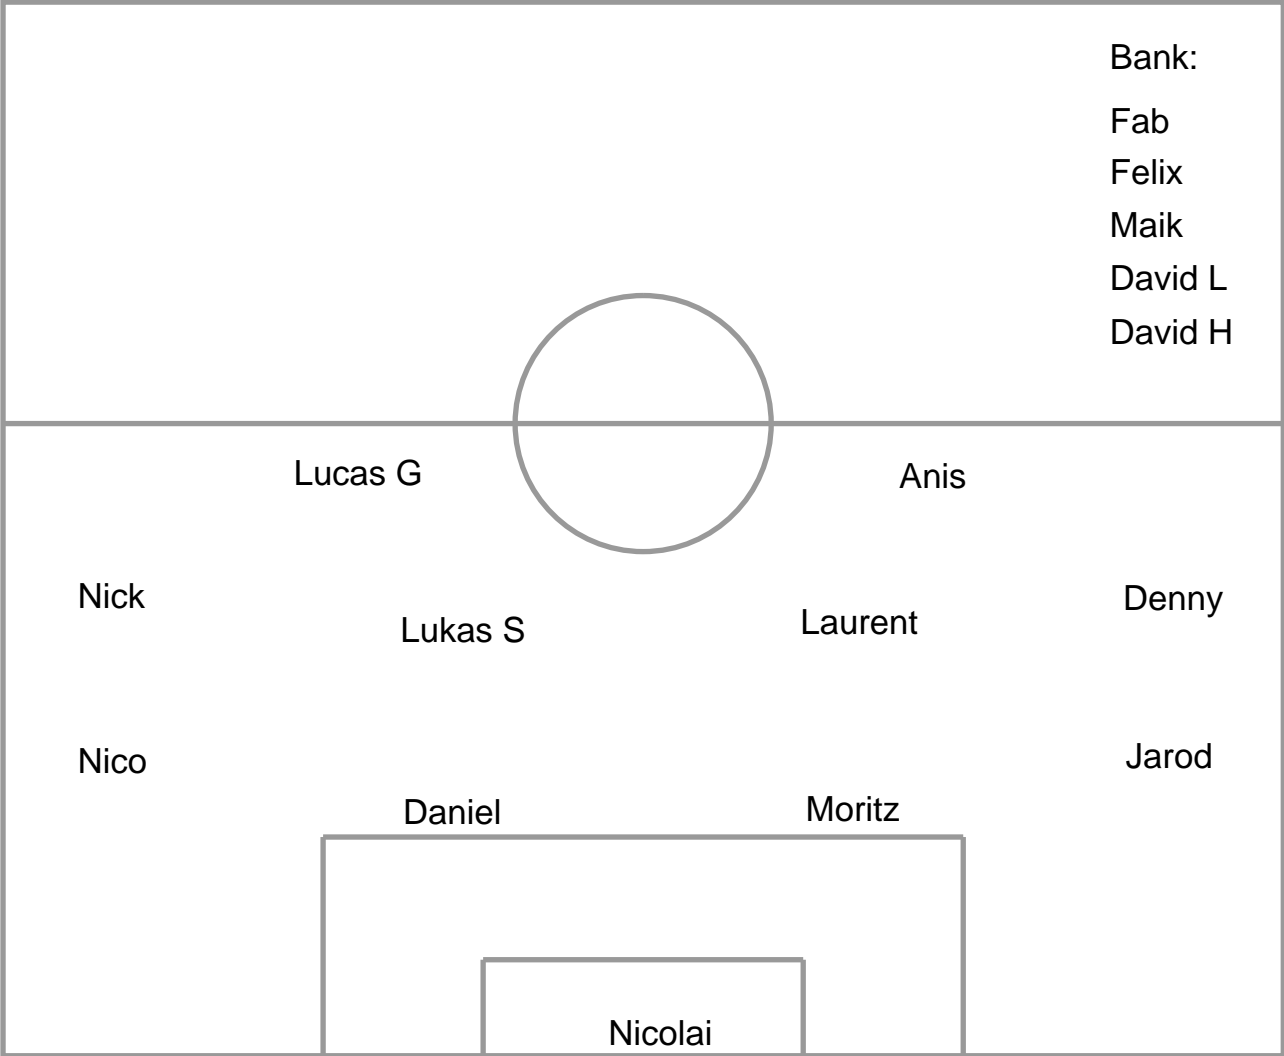 Bank:
Fab
Felix
Maik
David L
David H
Lucas G
Anis
Nick
Denny
Lukas S
Laurent
Nico
Jarod
Daniel
Moritz
Nicolai